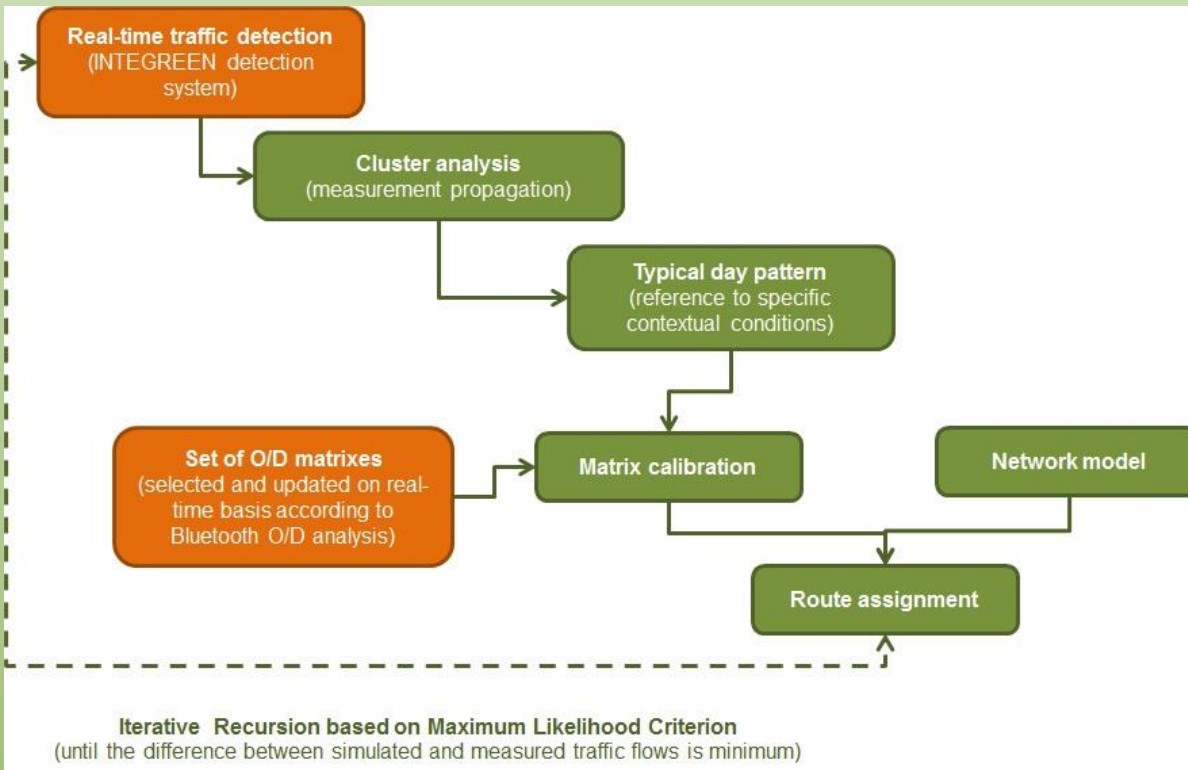 Real-time traffic detection
(INTEGREEN detection
system)
Cluster analysis
(measurement propagation)
Typical day pattern
(reference to specific
contextual conditions)
Set of O/D matrixes
(selected and updated on real-
time basis according to
Bluetooth O/D analysis)
Matrix calibration
Network model
Route assignment
Iterative Recursion based on Maximum Likelihood Criterion
(until the difference between simulated and measured traffic flows is minimum)